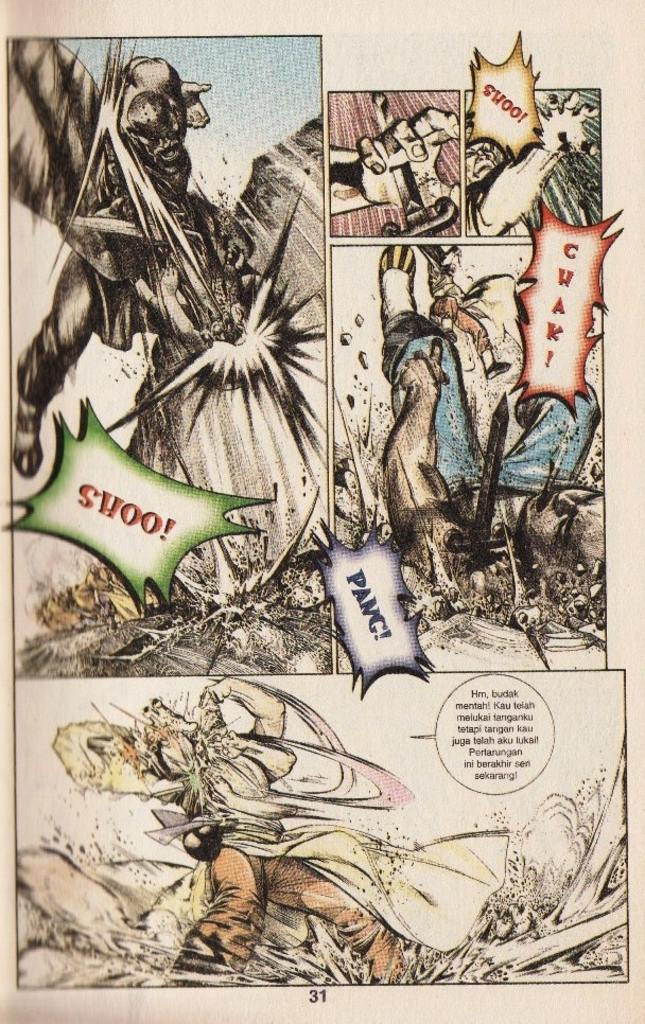 SHOO!
SHOO!
CHAK!
PANG!
Hm, budak
mentah! Kau telah
melukai tanganku
tetapi tangan kau
juga telah aku lukai!
Pertarungan
ini berakhir seri
sekarang!
31